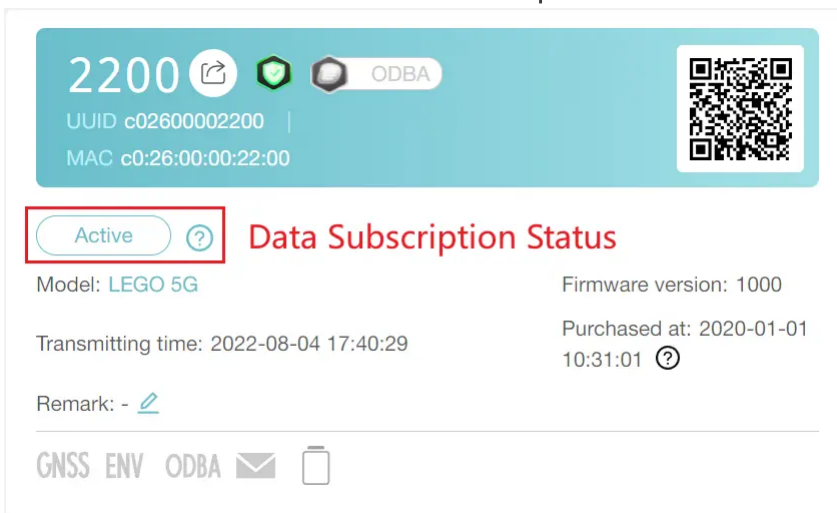 2200 ODBA
UUID c02600002200
MAC c0:26:00:00:22:00
Active Data Subscription Status
Model: LEGO 5G
Firmware version: 1000
Transmitting time: 2022-08-04 17:40:29
Purchased at: 2020-01-01
10:31:01
Remark: -
GNSS ENV ODBA